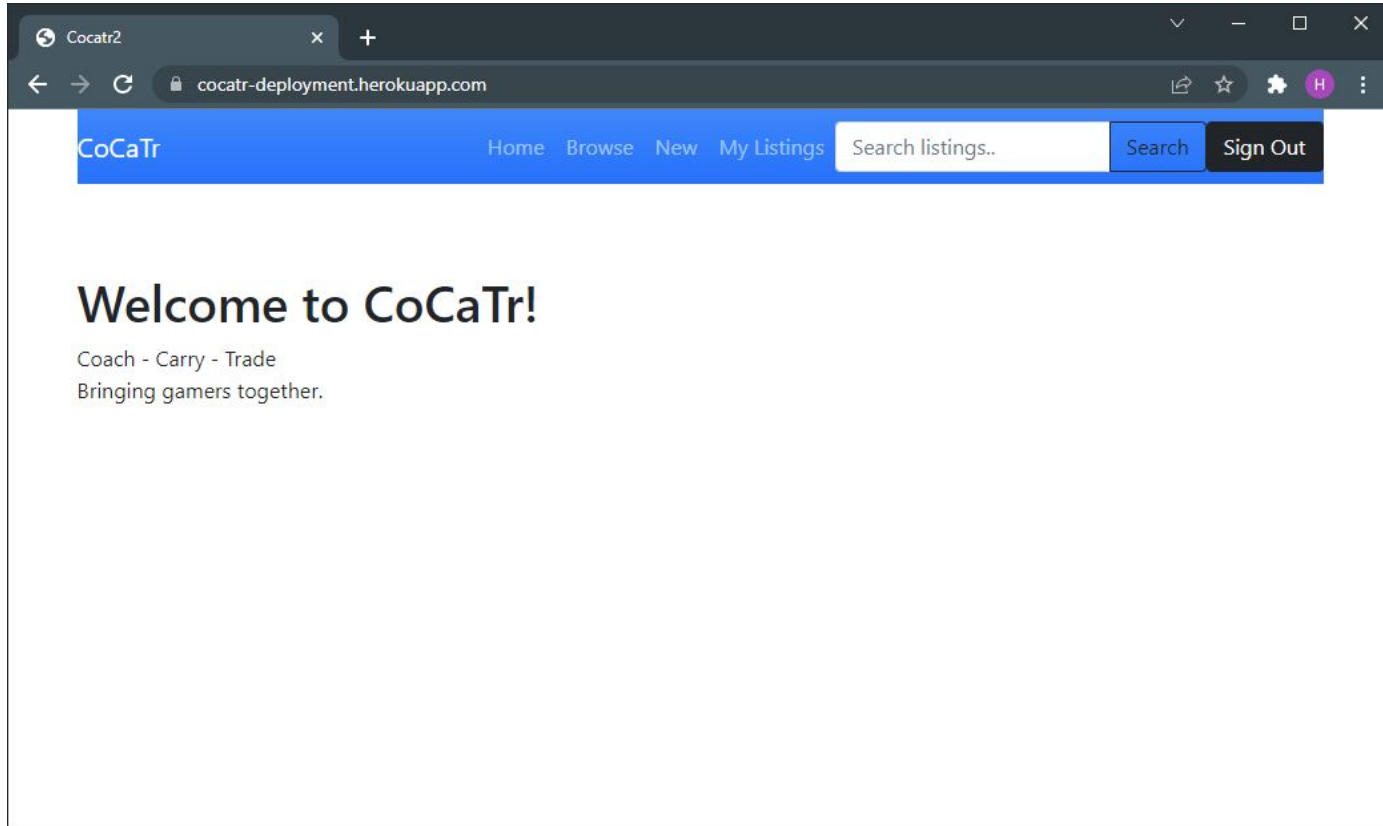 Cocatr2
cocatr-deployment.herokuapp.com
H
CoCaTr Home Browse New My Listings Search listings.. Search Sign Out
Welcome to CoCaTr!
Coach - Carry - Trade
Bringing gamers together.